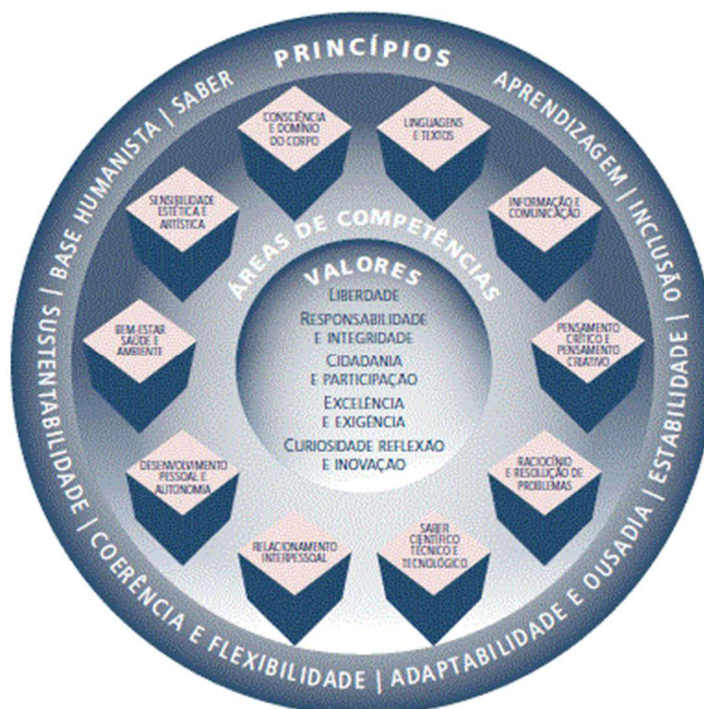 PRINCÍPIOS
APRENDIZAGEM | INCLUSÃO | ESTABILIDADE | ADAPTABILIDADE E OUSADIA | COERÊNCIA E FLEXIBILIDADE | SUSTENTABILIDADE | BASE HUMANISTA | SABER
CONSCIÊNCIA
E DOMÍNIO
DO CORPO
LINGUAGENS
E TEXTOS
INFORMAÇÃO E
COMUNICAÇÃO
PENSAMENTO
CRÍTICO E
PENSAMENTO
CRIATIVO
RACIOCÍNIO
E RESOLUÇÃO DE
PROBLEMAS
SABER
CIENTÍFICO
TÉCNICO E
TECNOLÓGICO
RELACIONAMENTO
INTERPESSOAL
DESENVOLVIMENTO
PESSOAL E
AUTONOMIA
BEM-ESTAR
SAÚDE E
AMBIENTE
SENSIBILIDADE
ESTÉTICA E
ARTÍSTICA
ÁREAS DE COMPETÊNCIAS
VALORES
LIBERDADE
RESPONSABILIDADE
E INTEGRIDADE
CIDADANIA
E PARTICIPAÇÃO
EXCELÊNCIA
E EXIGÊNCIA
CURIOSIDADE REFLEXÃO
E INOVAÇÃO